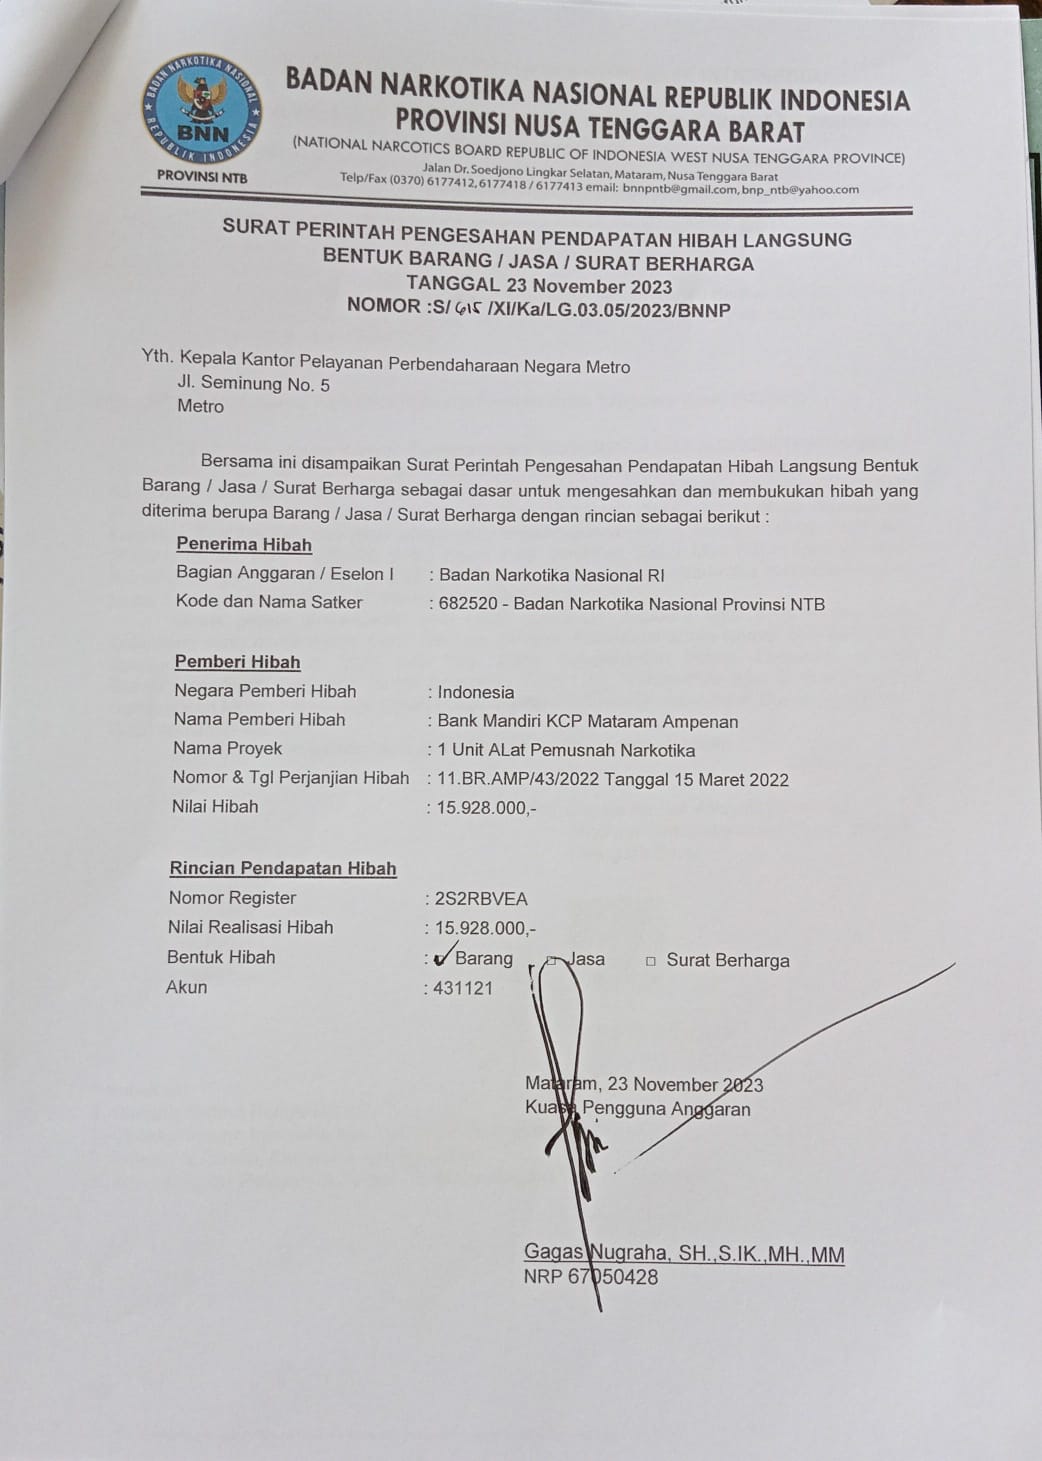 BADAN NARKOTIKA NASIONAL
REPUBLIK INDONESIA
BNN
PROVINSI NTB
BADAN NARKOTIKA NASIONAL REPUBLIK INDONESIA
PROVINSI NUSA TENGGARA BARAT
(NATIONAL NARCOTICS BOARD REPUBLIC OF INDONESIA WEST NUSA TENGGARA PROVINCE)
Jalan Dr. Soedjono Lingkar Selatan, Mataram, Nusa Tenggara Barat
Telp/Fax (0370) 6177412, 6177418 / 6177413 email: bnnpntb@gmail.com, bnp_ntb@yahoo.com
SURAT PERINTAH PENGESAHAN PENDAPATAN HIBAH LANGSUNG
BENTUK BARANG / JASA / SURAT BERHARGA
TANGGAL 23 November 2023
NOMOR :S/ 615 /XI/Ka/LG.03.05/2023/BNNP
Yth. Kepala Kantor Pelayanan Perbendaharaan Negara Metro
Jl. Seminung No. 5
Metro
Bersama ini disampaikan Surat Perintah Pengesahan Pendapatan Hibah Langsung Bentuk
Barang / Jasa / Surat Berharga sebagai dasar untuk mengesahkan dan membukukan hibah yang
diterima berupa Barang / Jasa / Surat Berharga dengan rincian sebagai berikut :
Penerima Hibah
Bagian Anggaran / Eselon I : Badan Narkotika Nasional RI
Kode dan Nama Satker : 682520 - Badan Narkotika Nasional Provinsi NTB
Pemberi Hibah
Negara Pemberi Hibah : Indonesia
Nama Pemberi Hibah : Bank Mandiri KCP Mataram Ampenan
Nama Proyek : 1 Unit ALat Pemusnah Narkotika
Nomor & Tgl Perjanjian Hibah : 11.BR.AMP/43/2022 Tanggal 15 Maret 2022
Nilai Hibah : 15.928.000,-
Rincian Pendapatan Hibah
Nomor Register : 2S2RBVEA
Nilai Realisasi Hibah : 15.928.000,-
Bentuk Hibah : ✓ Barang □ Jasa □ Surat Berharga
Akun : 431121
Mataram, 23 November 2023
Kuasa Pengguna Anggaran
Gagas Nugraha, SH.,S.IK.,MH.,MM
NRP 67050428